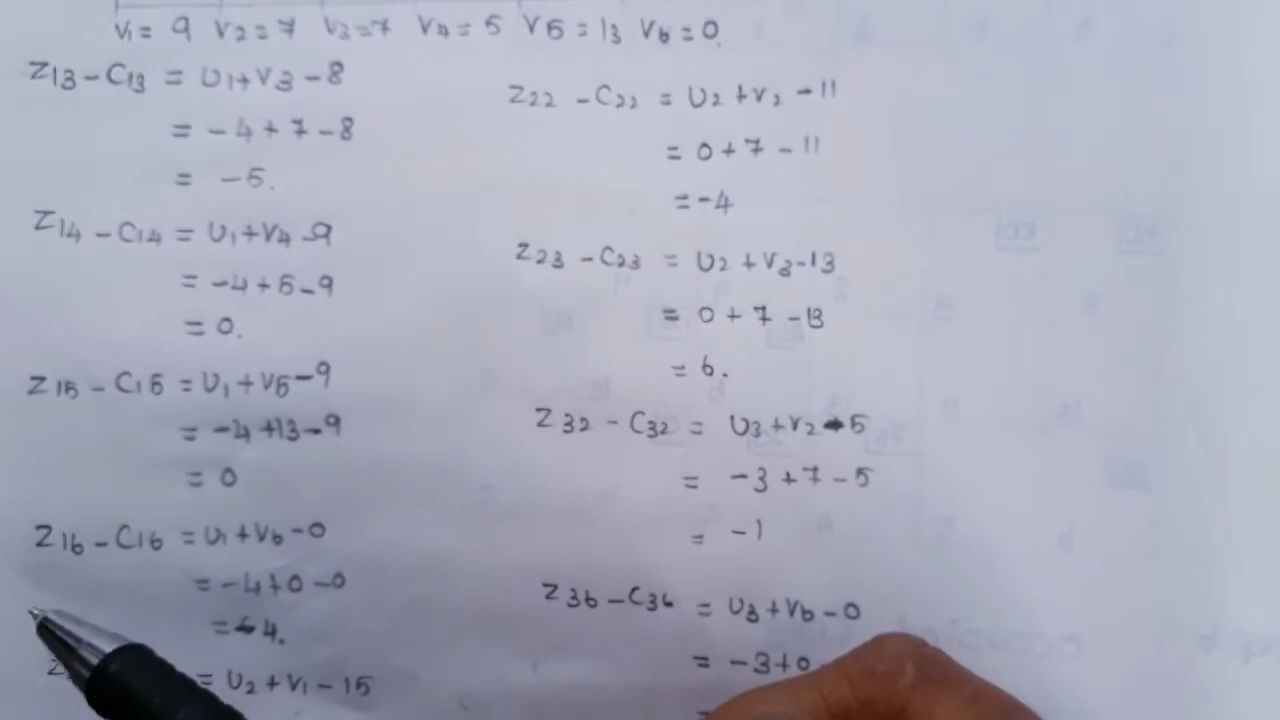 V1 = 9 V2 = 7 V3 = 7 V4 = 5 V5 = 13 V6 = 0.
Z13 - C13 = U1 + V3 - 8
= -4 + 7 - 8
= -5.
Z14 - C14 = U1 + V4 - 9
= -4 + 5 - 9
= 0.
Z15 - C15 = U1 + V5 - 9
= -4 + 13 - 9
= 0
Z16 - C16 = U1 + V6 - 0
= -4 + 0 - 0
= -4.
= U2 + V1 - 15
Z22 - C22 = U2 + V2 - 11
= 0 + 7 - 11
= -4
Z23 - C23 = U2 + V3 - 13
= 0 + 7 - 13
= 6.
Z32 - C32 = U3 + V2 - 5
= -3 + 7 - 5
= -1
Z36 - C36 = U3 + V6 - 0
= -3 + 0